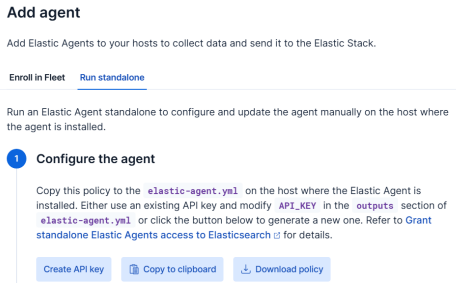 Add agent
Add Elastic Agents to your hosts to collect data and send it to the Elastic Stack.
Enroll in Fleet Run standalone
Run an Elastic Agent standalone to configure and update the agent manually on the host where
the agent is installed.
1 Configure the agent
Copy this policy to the elastic-agent.yml on the host where the Elastic Agent is
installed. Either use an existing API key and modify API_KEY in the outputs section of
elastic-agent.yml or click the button below to generate a new one. Refer to Grant
standalone Elastic Agents access to Elasticsearch for details.
Create API key Copy to clipboard Download policy